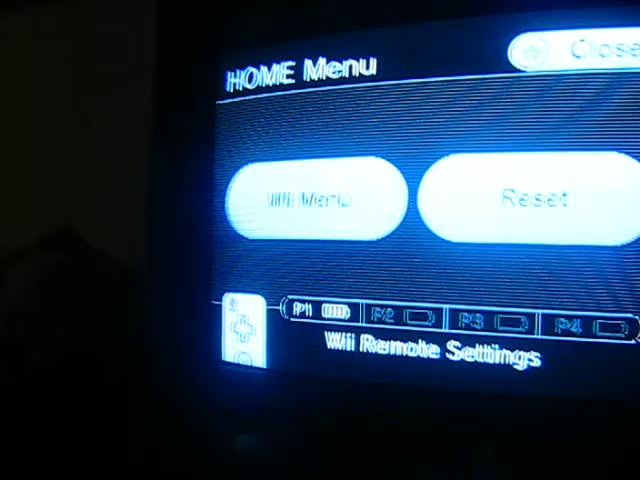 HOME Menu
Close
Wii Menu
Reset
P1 P2 P3 P4
Wii Remote Settings